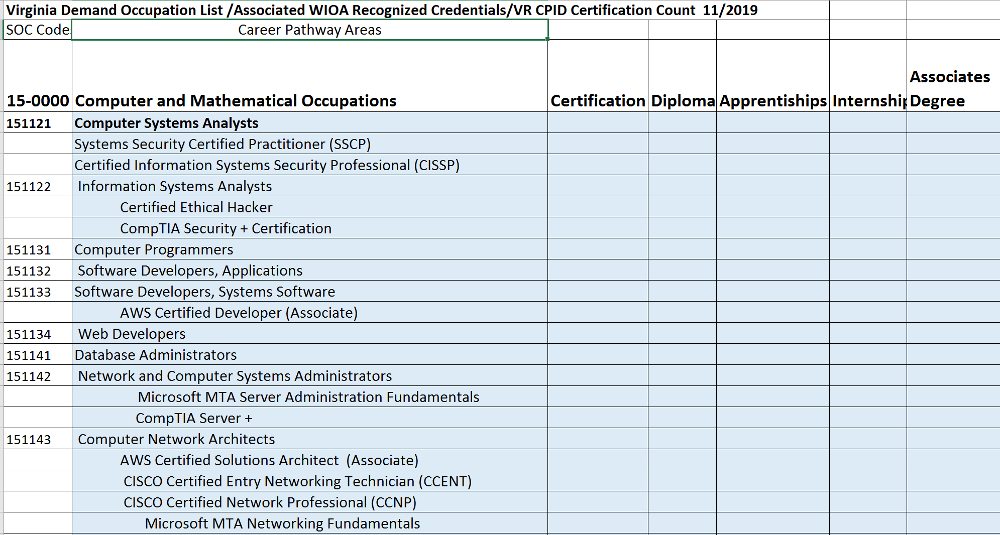 Virginia Demand Occupation List /Associated WIOA Recognized Credentials/VR CPID Certification Count 11/2019
SOC Code Career Pathway Areas
15-0000 Computer and Mathematical Occupations Certification Diploma Apprentiships Internship Associates Degree
151121 Computer Systems Analysts
Systems Security Certified Practitioner (SSCP)
Certified Information Systems Security Professional (CISSP)
151122 Information Systems Analysts
Certified Ethical Hacker
CompTIA Security + Certification
151131 Computer Programmers
151132 Software Developers, Applications
151133 Software Developers, Systems Software
AWS Certified Developer (Associate)
151134 Web Developers
151141 Database Administrators
151142 Network and Computer Systems Administrators
Microsoft MTA Server Administration Fundamentals
CompTIA Server +
151143 Computer Network Architects
AWS Certified Solutions Architect (Associate)
CISCO Certified Entry Networking Technician (CCENT)
CISCO Certified Network Professional (CCNP)
Microsoft MTA Networking Fundamentals